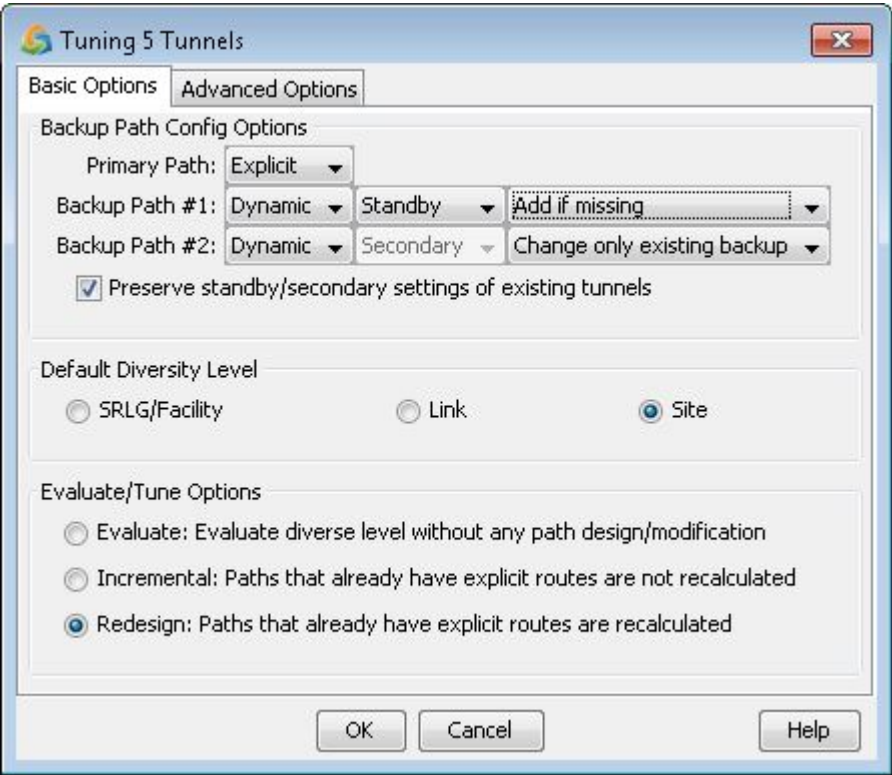 Tuning 5 Tunnels
Basic Options Advanced Options
Backup Path Config Options
Primary Path: Explicit
Backup Path #1: Dynamic Standby Add if missing
Backup Path #2: Dynamic Secondary Change only existing backup
Preserve standby/secondary settings of existing tunnels
Default Diversity Level
SRLG/Facility Link Site
Evaluate/Tune Options
Evaluate: Evaluate diverse level without any path design/modification
Incremental: Paths that already have explicit routes are not recalculated
Redesign: Paths that already have explicit routes are recalculated
OK Cancel Help